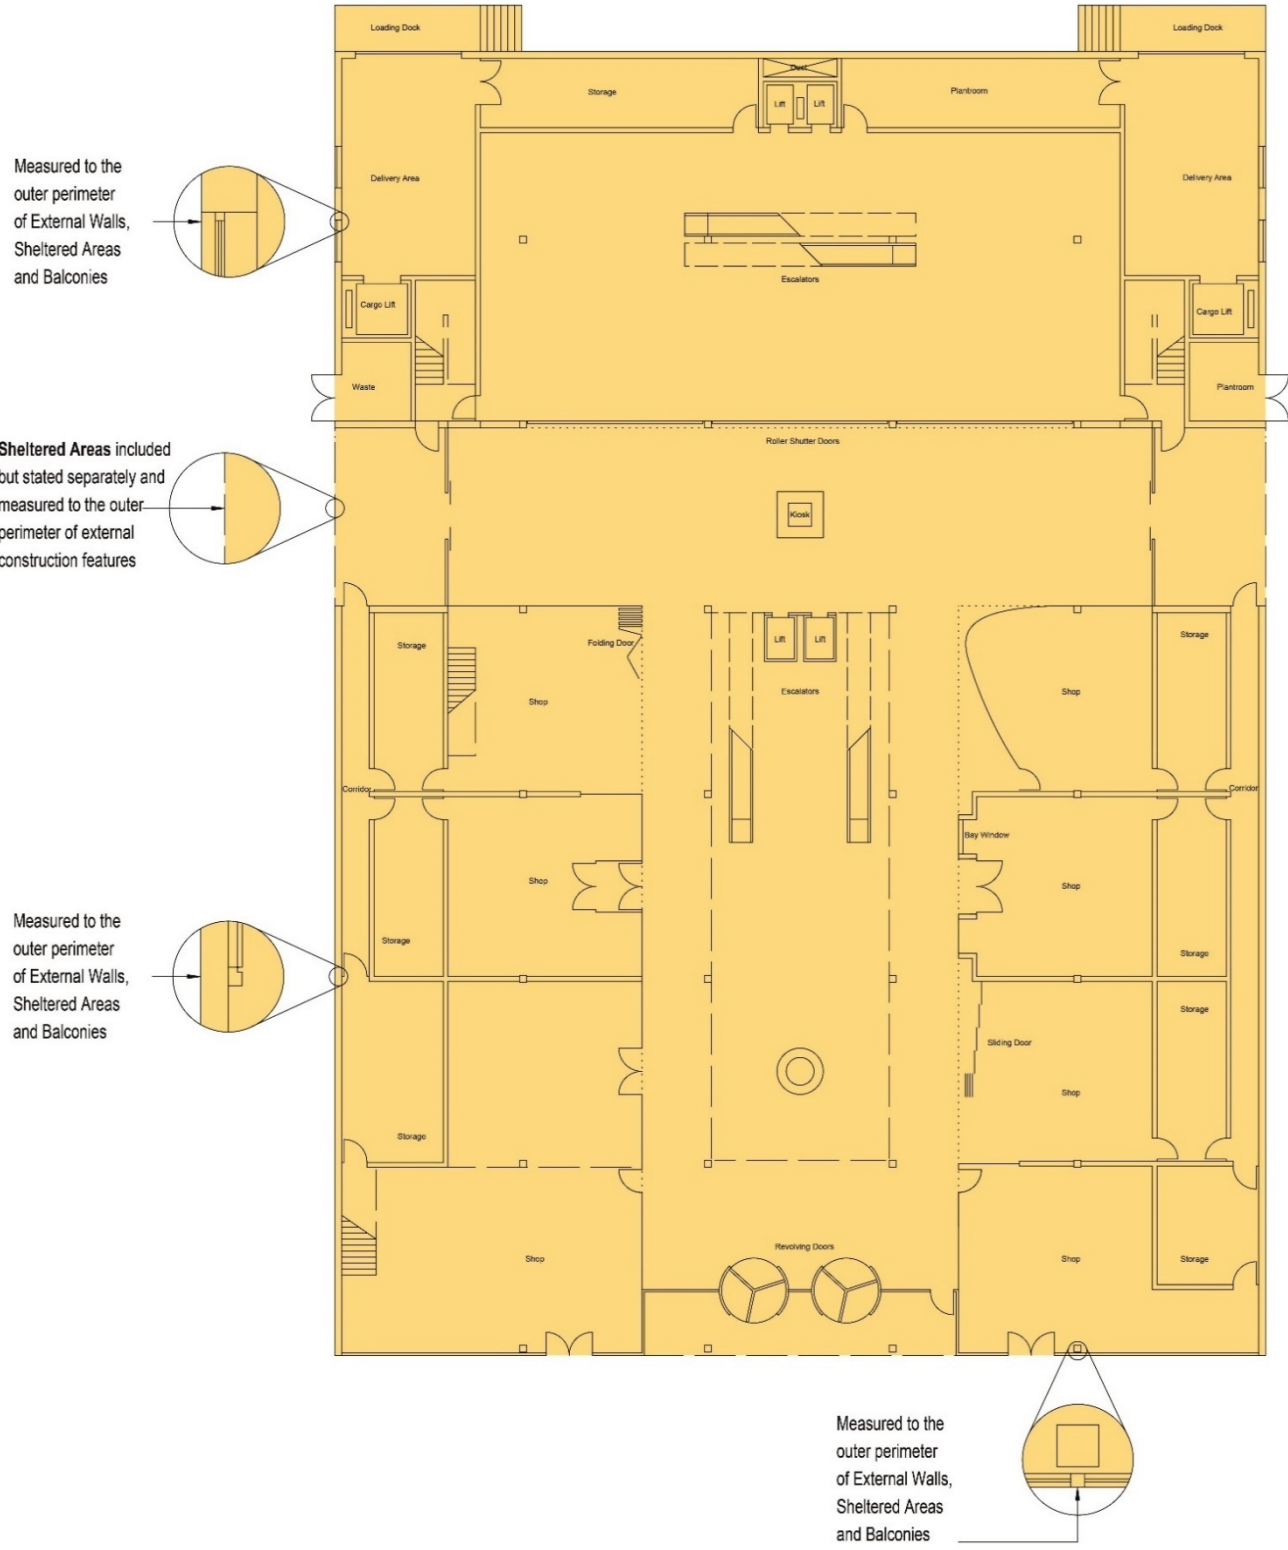 Loading Dock
Loading Dock
Duct
Storage
Lift
Lift
Plantroom
Measured to the
outer perimeter
of External Walls,
Sheltered Areas
and Balconies
Delivery Area
Delivery Area
Escalators
Cargo Lift
Cargo Lift
Waste
Plantroom
Sheltered Areas included
but stated separately and
measured to the outer
perimeter of external
construction features
Roller Shutter Doors
Kiosk
Storage
Folding Door
Lift
Lift
Storage
Shop
Escalators
Shop
Corridor
Corridor
Bay Window
Shop
Shop
Measured to the
outer perimeter
of External Walls,
Sheltered Areas
and Balconies
Storage
Storage
Storage
Sliding Door
Shop
Storage
Revolving Doors
Shop
Shop
Storage
Measured to the
outer perimeter
of External Walls,
Sheltered Areas
and Balconies